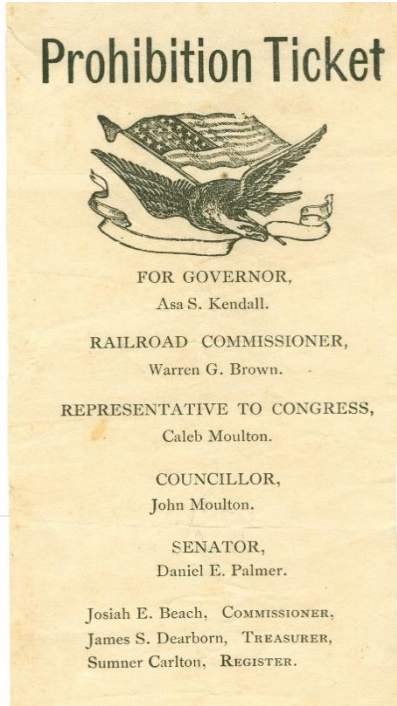 Prohibition Ticket
FOR GOVERNOR,
Asa S. Kendall.
RAILROAD COMMISSIONER,
Warren G. Brown.
REPRESENTATIVE TO CONGRESS,
Caleb Moulton.
COUNCILLOR,
John Moulton.
SENATOR,
Daniel E. Palmer.
Josiah E. Beach, COMMISSIONER,
James S. Dearborn, TREASURER,
Sumner Carlton, REGISTER.